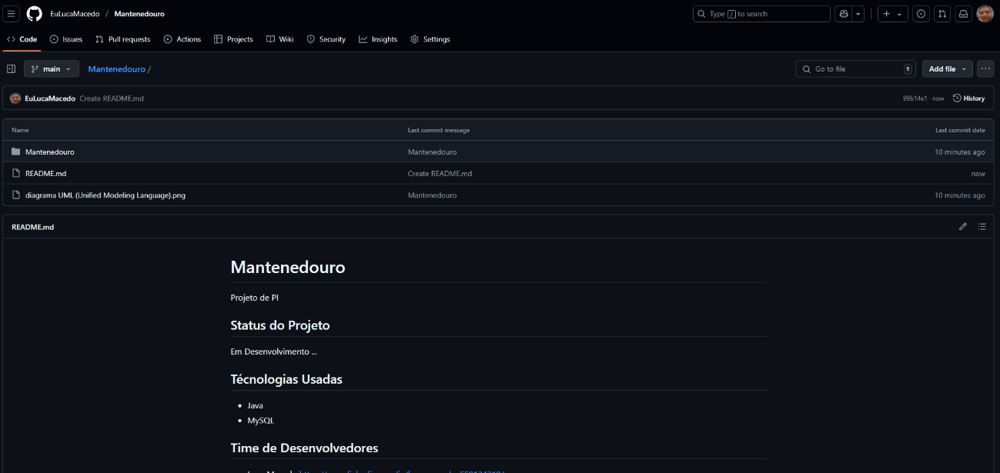 EuLucaMacedo / Mantenedouro Type / to search
Code Issues Pull requests Actions Projects Wiki Security Insights Settings
main Mantenedouro / Go to file t Add file
EuLucaMacedo Create README.md 99b14e1 · now History
Name Last commit message Last commit date
Mantenedouro Mantenedouro 10 minutes ago
README.md Create README.md now
diagrama UML (Unified Modeling Language).png Mantenedouro 10 minutes ago
README.md
Mantenedouro
Projeto de PI
Status do Projeto
Em Desenvolvimento ...
Técnologias Usadas
Java
MySQL
Time de Desenvolvedores